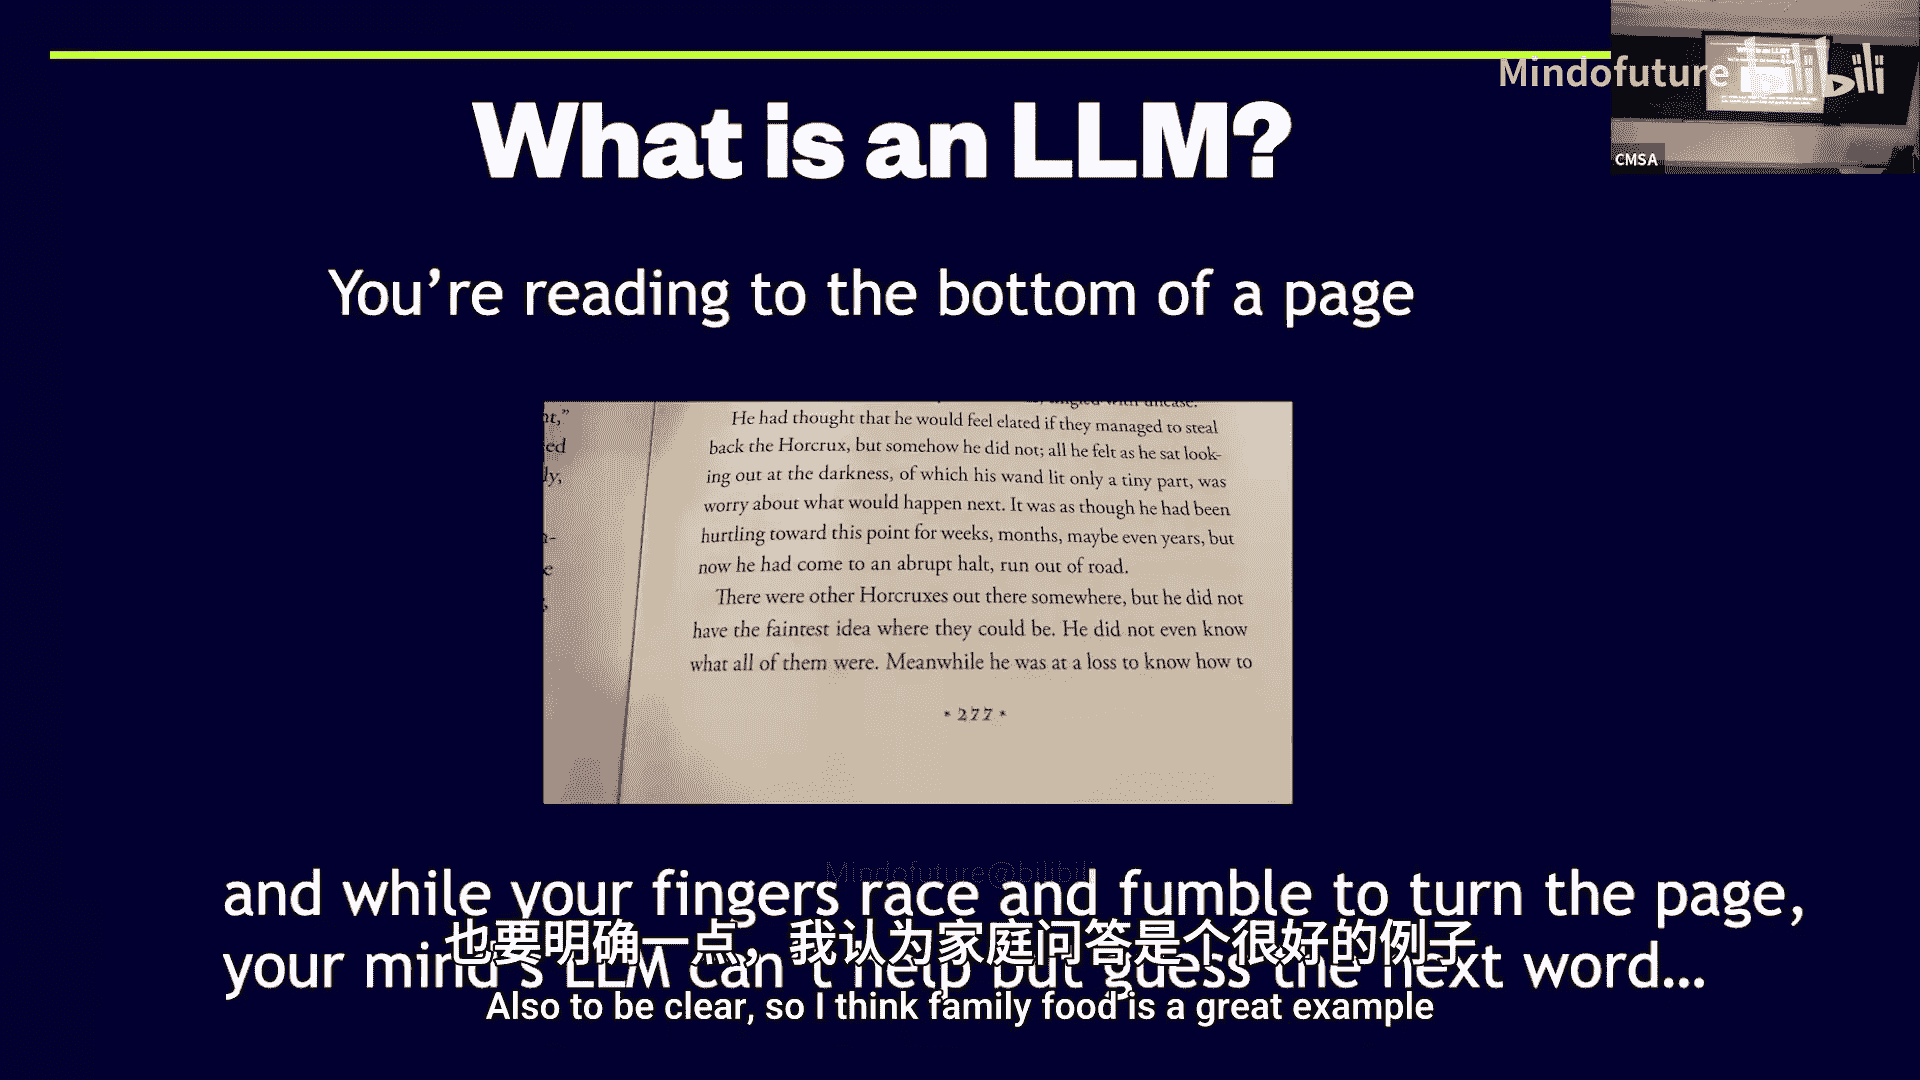 What is an LLM?
Mindofuture
bilibili
CMSA
You're reading to the bottom of a page
nt,"
ed
ly,
n-
e
He had thought that he would feel elated if they managed to steal
back the Horcrux, but somehow he did not; all he felt as he sat look-
ing out at the darkness, of which his wand lit only a tiny part, was
worry about what would happen next. It was as though he had been
hurtling toward this point for weeks, months, maybe even years, but
now he had come to an abrupt halt, run out of road.
There were other Horcruxes out there somewhere, but he did not
have the faintest idea where they could be. He did not even know
what all of them were. Meanwhile he was at a loss to know how to
* 277 *
Mindofuture@bilibili
and while your fingers race and fumble to turn the page,
your mind's LLM can't help but guess the next word...
也要明确一点，我认为家庭问答是个很好的例子
Also to be clear, so I think family food is a great example